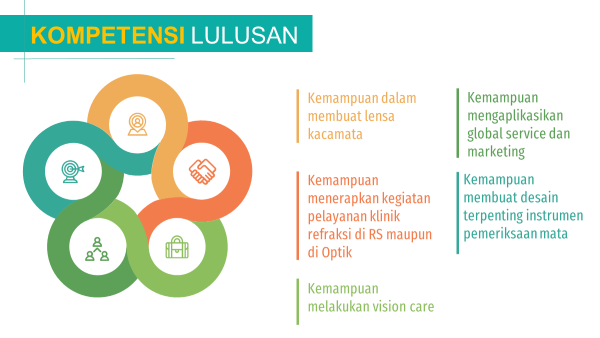 KOMPETENSI LULUSAN
Kemampuan dalam
membuat lensa
kacamata
Kemampuan
menerapkan kegiatan
pelayanan klinik
refraksi di RS maupun
di Optik
Kemampuan
melakukan vision care
Kemampuan
mengaplikasikan
global service dan
marketing
Kemampuan
membuat desain
terpenting instrumen
pemeriksaan mata